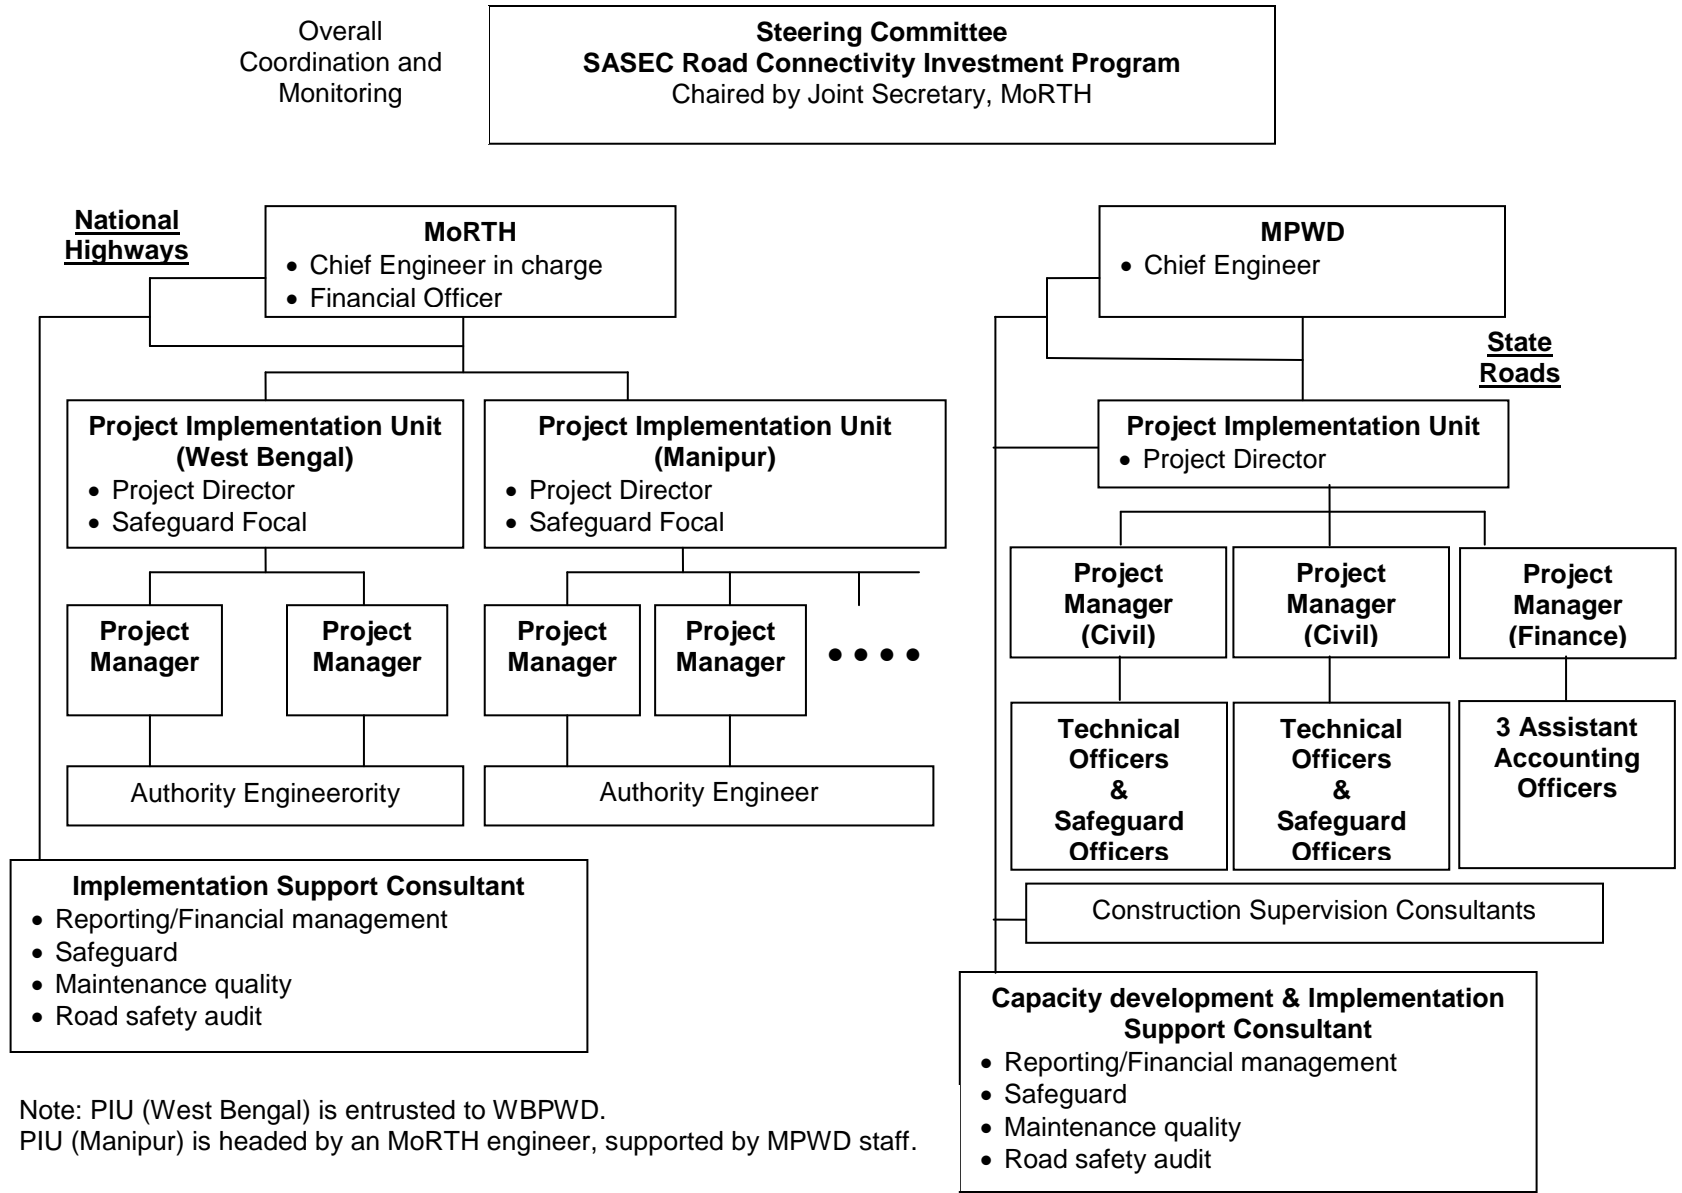 Overall
Coordination and
Monitoring
Steering Committee
SASEC Road Connectivity Investment Program
Chaired by Joint Secretary, MoRTH
National
Highways
MoRTH
• Chief Engineer in charge
• Financial Officer
MPWD
• Chief Engineer
State
Roads
Project Implementation Unit
(West Bengal)
• Project Director
• Safeguard Focal
Project Implementation Unit
(Manipur)
• Project Director
• Safeguard Focal
Project Implementation Unit
• Project Director
Project
Manager
Project
Manager
Project
Manager
Project
Manager
• • • •
Project
Manager
(Civil)
Project
Manager
(Civil)
Project
Manager
(Finance)
Authority Engineerority
Authority Engineer
Technical
Officers
&
Safeguard
Officers
Technical
Officers
&
Safeguard
Officers
3 Assistant
Accounting
Officers
Implementation Support Consultant
• Reporting/Financial management
• Safeguard
• Maintenance quality
• Road safety audit
Construction Supervision Consultants
Capacity development & Implementation
Support Consultant
• Reporting/Financial management
• Safeguard
• Maintenance quality
• Road safety audit
Note: PIU (West Bengal) is entrusted to WBPWD.
PIU (Manipur) is headed by an MoRTH engineer, supported by MPWD staff.